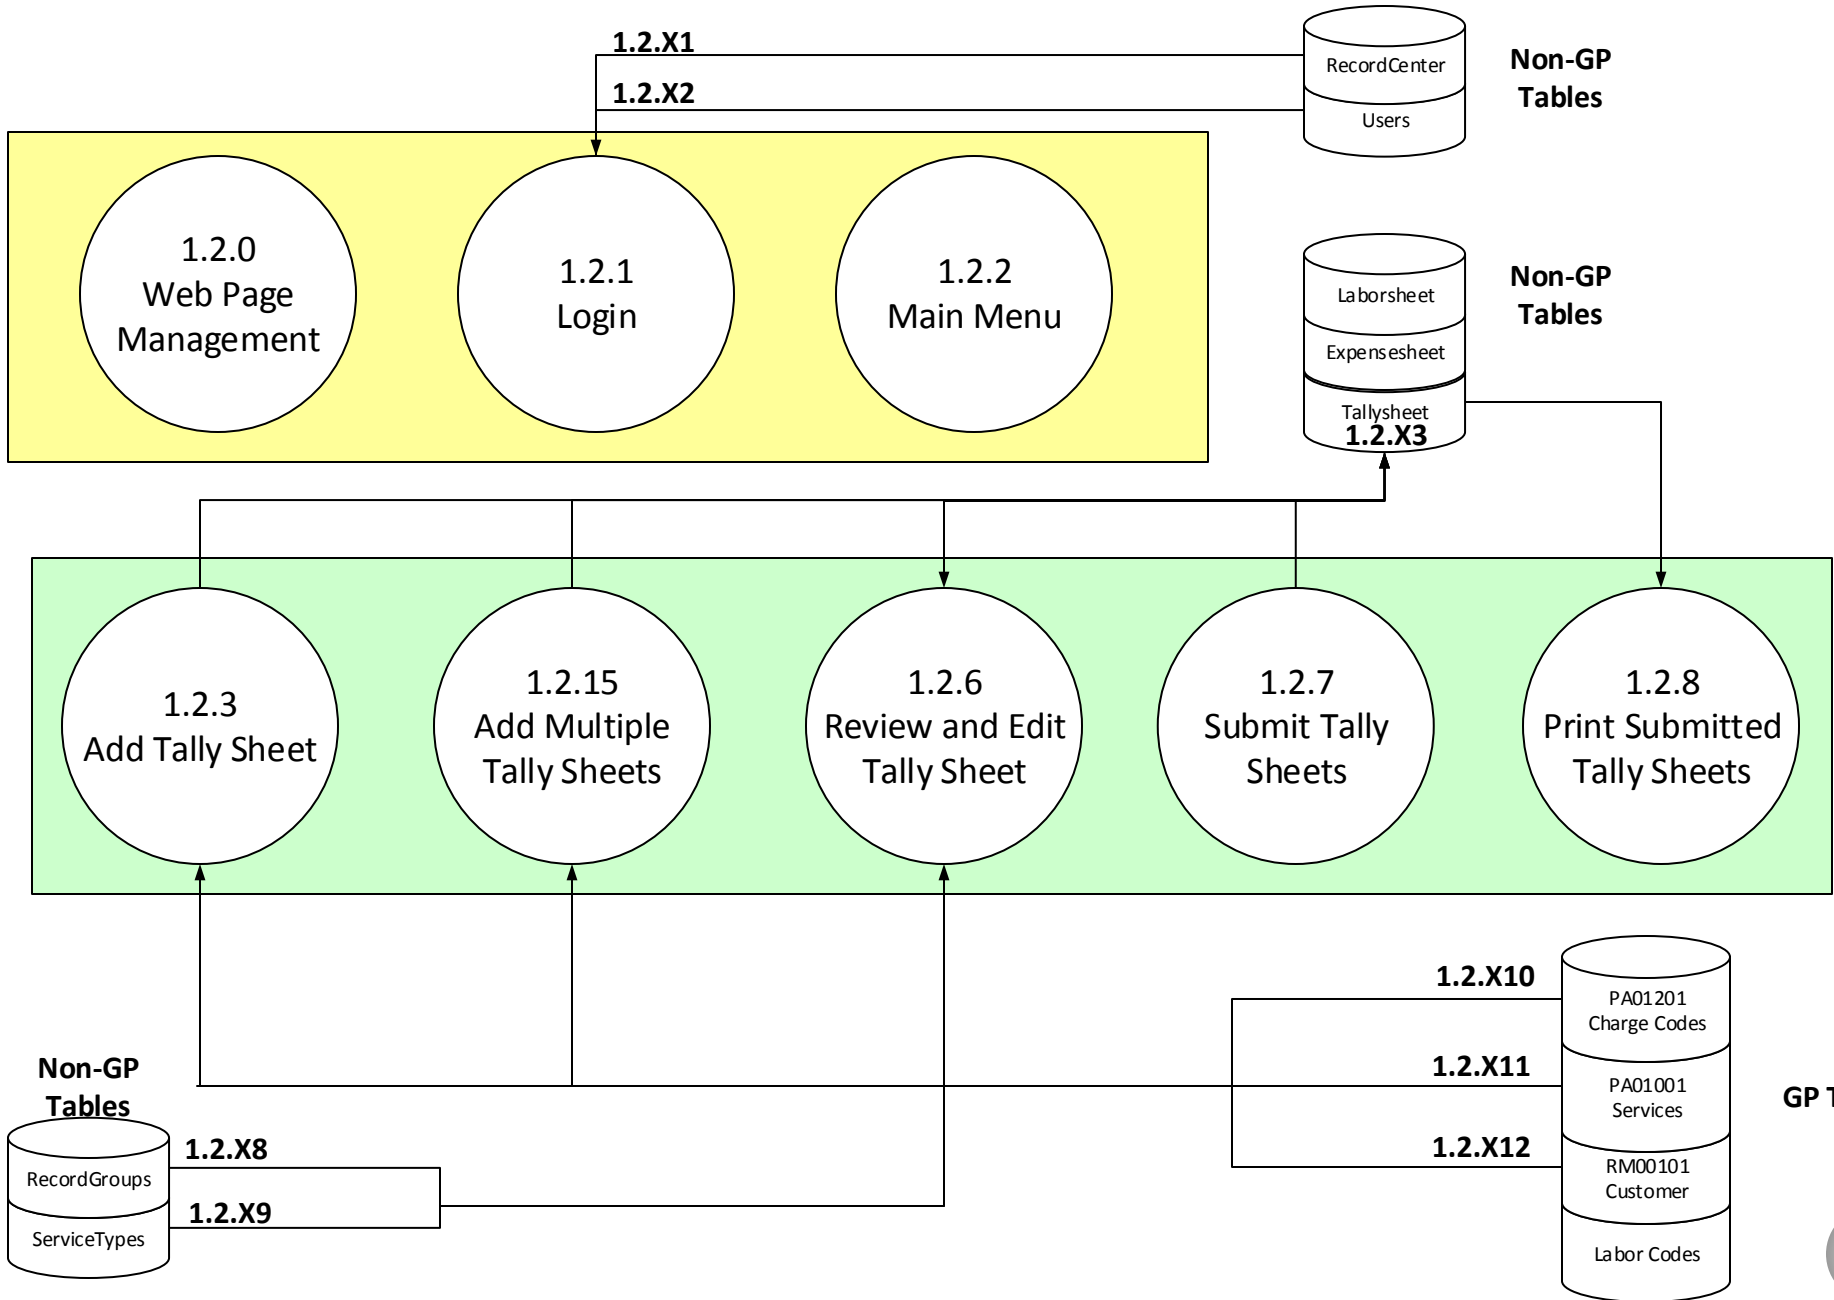 1.2.X1
RecordCenter
Non-GP
Tables
1.2.X2
Users
1.2.0
Web Page
Management
1.2.1
Login
1.2.2
Main Menu
Laborsheet
Expensesheet
Tallysheet
1.2.X3
Non-GP
Tables
1.2.3
Add Tally Sheet
1.2.15
Add Multiple
Tally Sheets
1.2.6
Review and Edit
Tally Sheet
1.2.7
Submit Tally
Sheets
1.2.8
Print Submitted
Tally Sheets
1.2.X10
PA01201
Charge Codes
1.2.X11
PA01001
Services
GP T
1.2.X12
RM00101
Customer
Labor Codes
Non-GP
Tables
1.2.X8
RecordGroups
1.2.X9
ServiceTypes